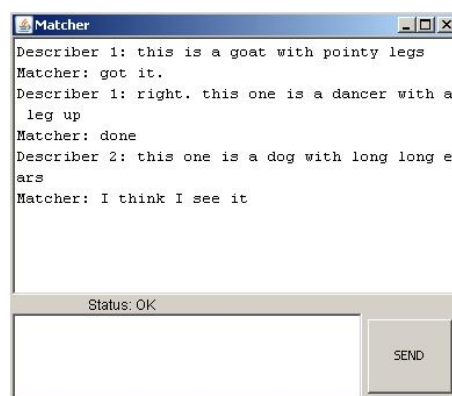 Matcher
Describer 1: this is a goat with pointy legs
Matcher: got it.
Describer 1: right. this one is a dancer with a
leg up
Matcher: done
Describer 2: this one is a dog with long long e
ars
Matcher: I think I see it
Status: OK
SEND